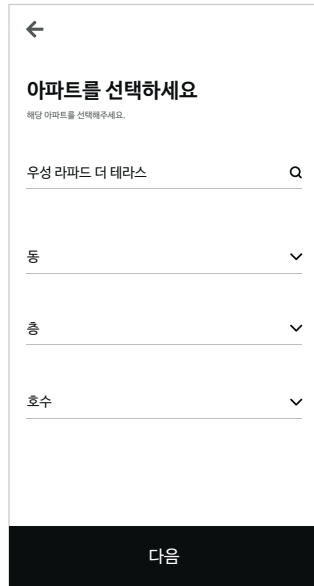 아파트를 선택하세요
해당 아파트를 선택해주세요.
우성 라파드 더 테라스
동
층
호수
다음